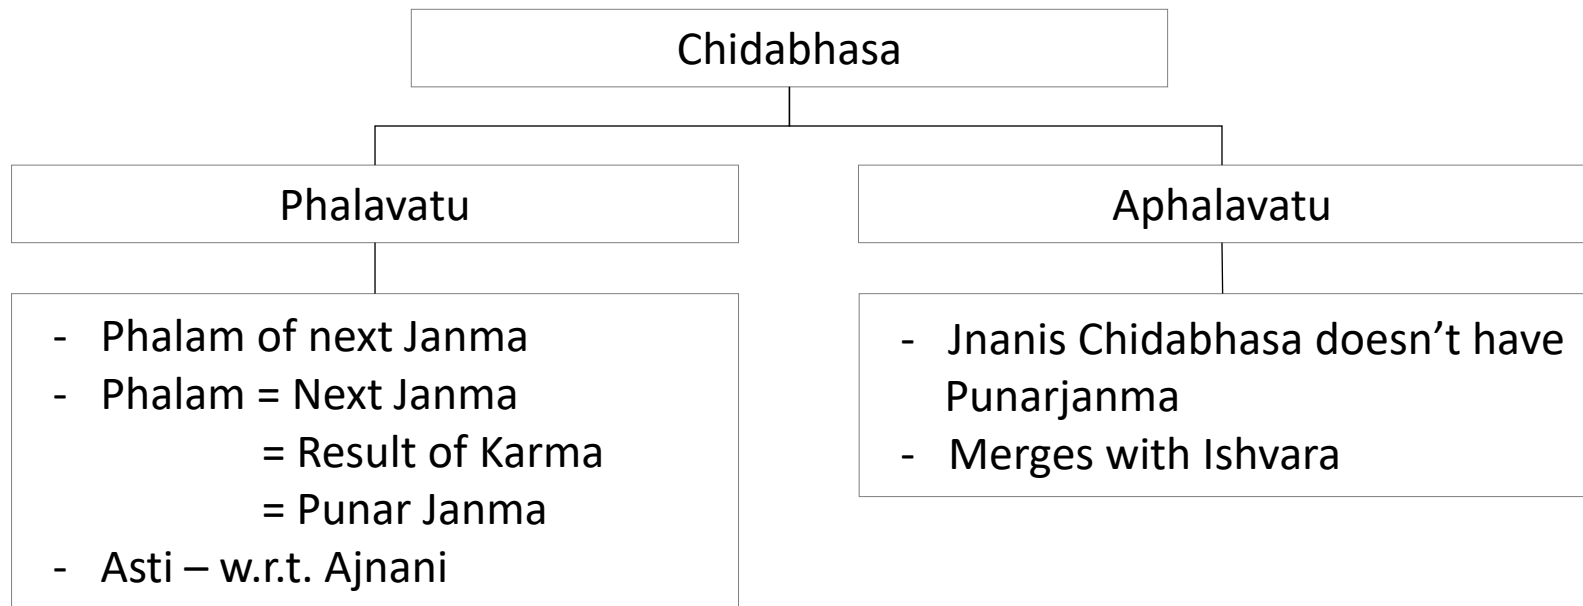 Chidabhasa
Phalavatu
Aphalavatu
- Phalam of next Janma
- Phalam = Next Janma
= Result of Karma
= Punar Janma
- Asti – w.r.t. Ajnani
- Jnanis Chidabhasa doesn’t have
Punarjanma
- Merges with Ishvara